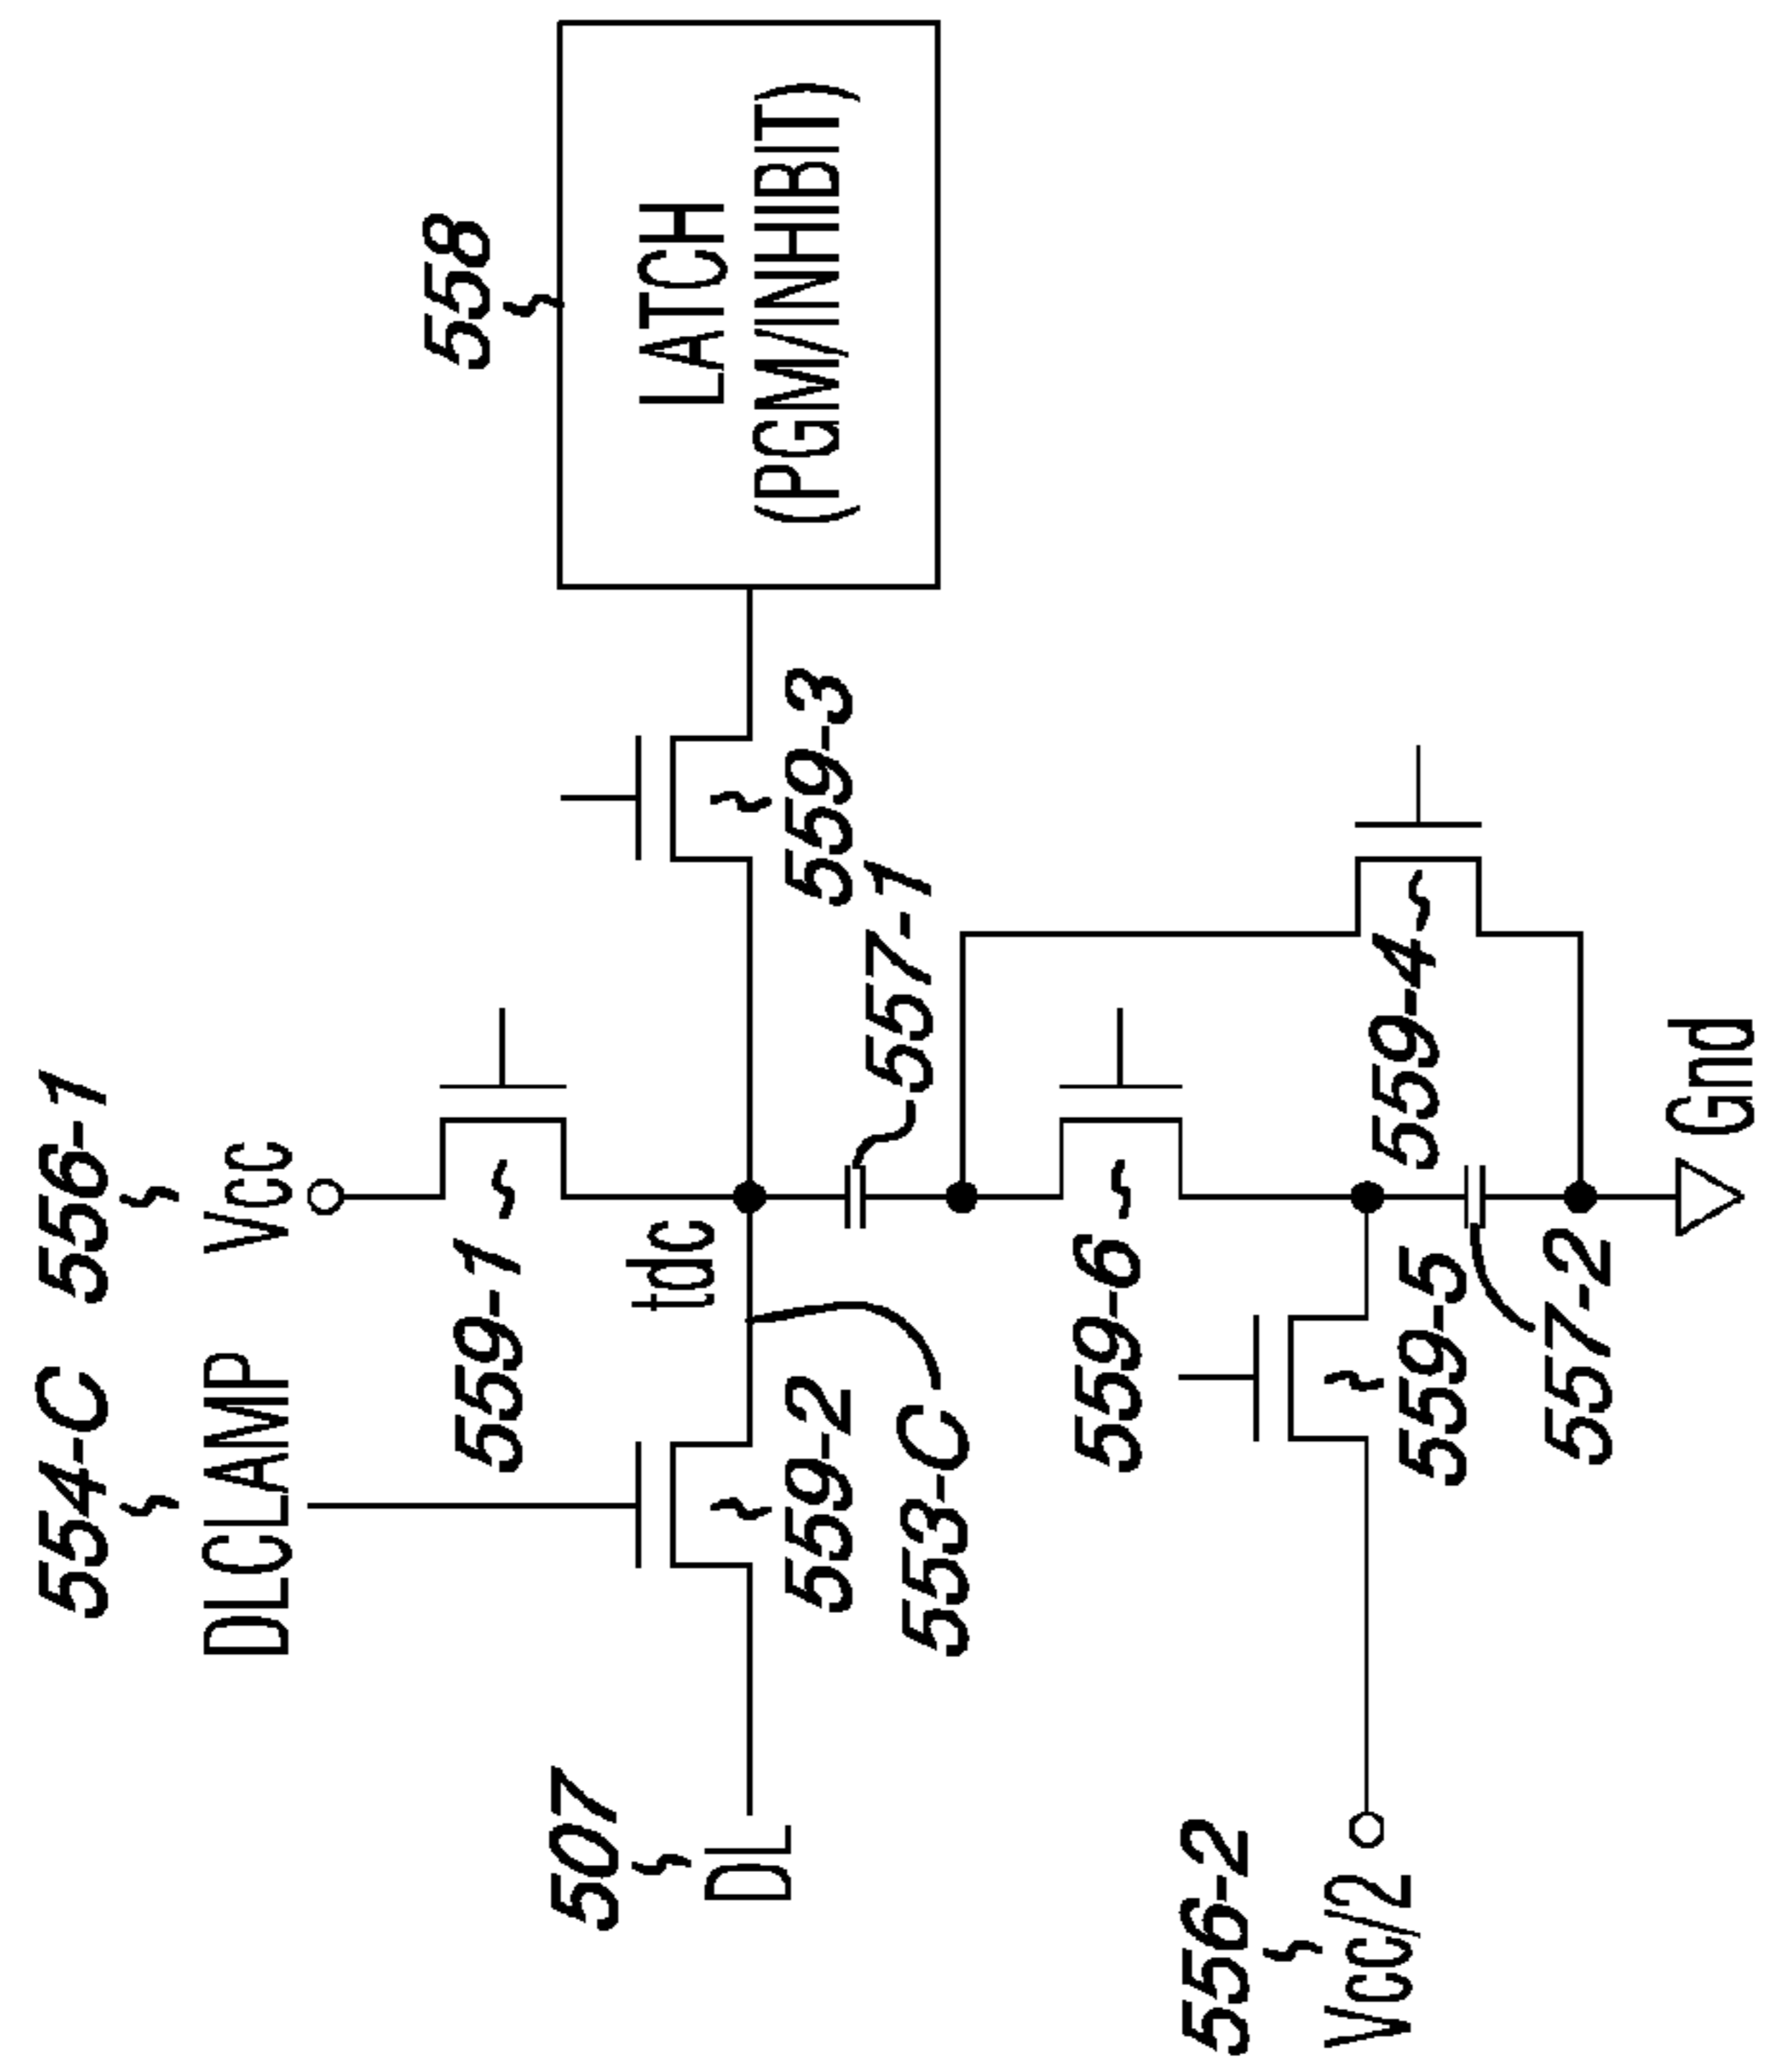 554-C
556-1
DLCLAMP
Vcc
558
559-1
507
tdc
LATCH
(PGM/INHIBIT)
DL
559-2
559-3
557-1
553-C
559-6
556-2
Vcc/2
559-4
559-5
557-2
Gnd